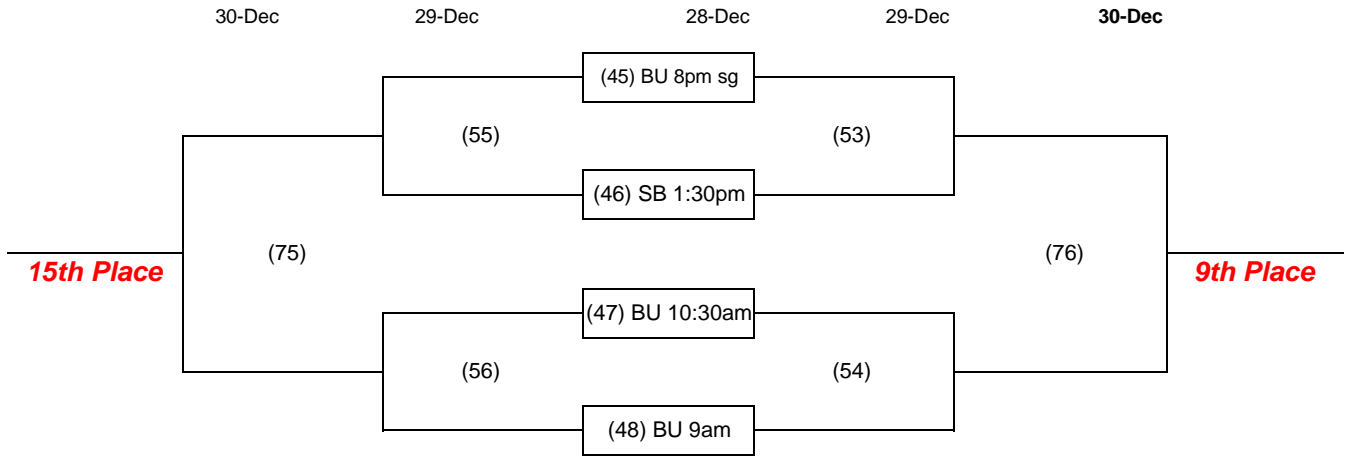 30-Dec 29-Dec 28-Dec 29-Dec 30-Dec
(45) BU 8pm sg
(55) (53)
(46) SB 1:30pm
(75) (76)
15th Place 9th Place
(47) BU 10:30am
(56) (54)
(48) BU 9am